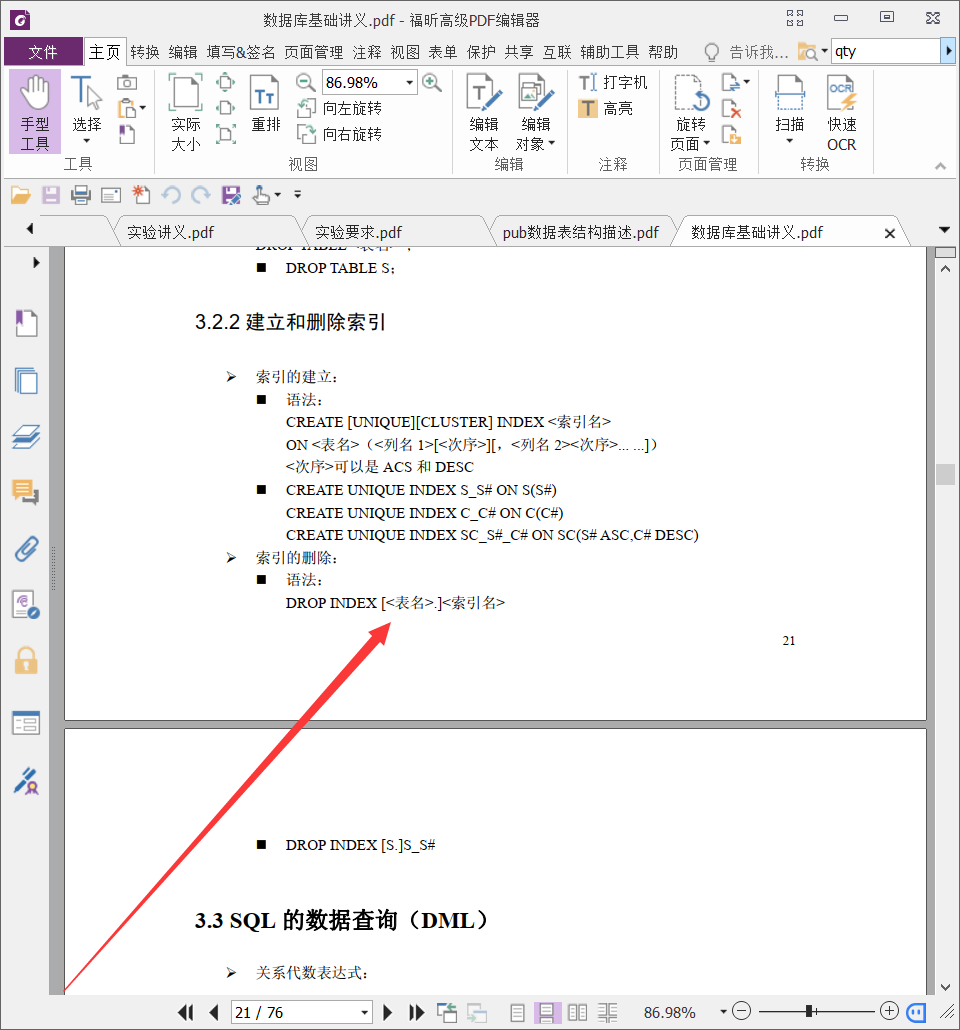 数据库基础讲义.pdf - 福昕高级PDF编辑器
文件 主页 转换 编辑 填写&签名 页面管理 注释 视图 表单 保护 共享 互联 辅助工具 帮助 告诉我... qty
手型工具 选择 实际大小 重排 86.98% 向左旋转 向右旋转 编辑文本 编辑对象 打字机 高亮 旋转页面 扫描 快速OCR
工具 视图 编辑 注释 页面管理 转换
实验讲义.pdf 实验要求.pdf pub数据表结构描述.pdf 数据库基础讲义.pdf
■ DROP TABLE S;
3.2.2 建立和删除索引
➢ 索引的建立:
■ 语法:
CREATE [UNIQUE][CLUSTER] INDEX <索引名>
ON <表名>（<列名 1>[<次序>][，<列名 2><次序>... ...]）
<次序>可以是 ACS 和 DESC
■ CREATE UNIQUE INDEX S_S# ON S(S#)
CREATE UNIQUE INDEX C_C# ON C(C#)
CREATE UNIQUE INDEX SC_S#_C# ON SC(S# ASC,C# DESC)
➢ 索引的删除:
■ 语法:
DROP INDEX [<表名>.]<索引名>
21
■ DROP INDEX [S.]S_S#
3.3 SQL 的数据查询（DML）
➢ 关系代数表达式:
21 / 76 86.98%